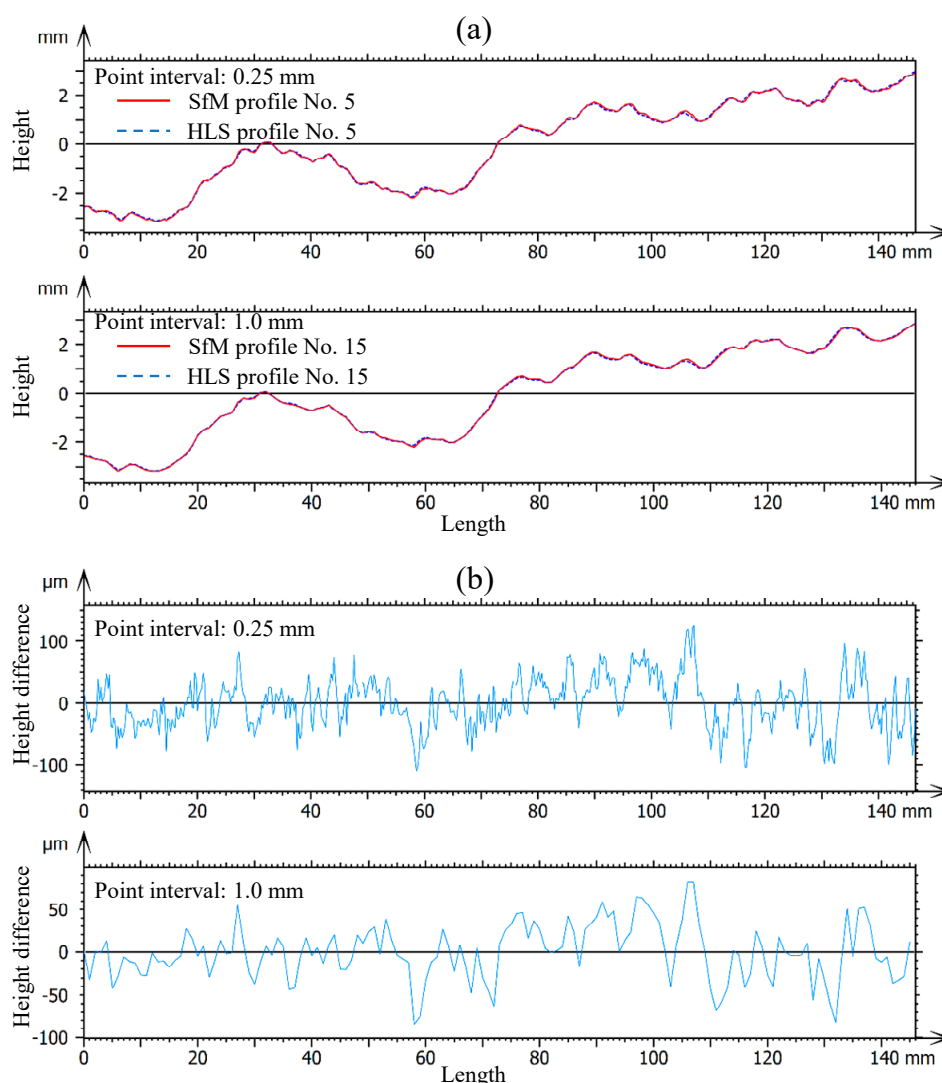 (a)
mm
Point interval: 0.25 mm
SfM profile No. 5
HLS profile No. 5
Height
2
0
-2
0 20 40 60 80 100 120 140 mm
mm
Point interval: 1.0 mm
SfM profile No. 15
HLS profile No. 15
Height
2
0
-2
0 20 40 60 80 100 120 140 mm
Length
(b)
µm
Point interval: 0.25 mm
Height difference
100
0
-100
0 20 40 60 80 100 120 140 mm
µm
Point interval: 1.0 mm
Height difference
50
0
-50
-100
0 20 40 60 80 100 120 140 mm
Length